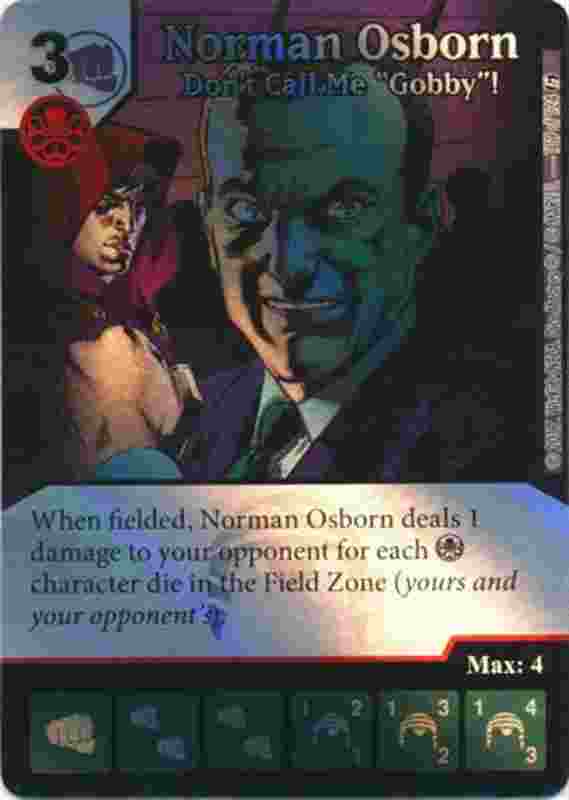 3
Norman Osborn
Don't Call Me "Gobby"!
When fielded, Norman Osborn deals 1
damage to your opponent for each
character die in the Field Zone (yours and
your opponent's).
Max: 4
1 2
1
1 3
2
1 4
3